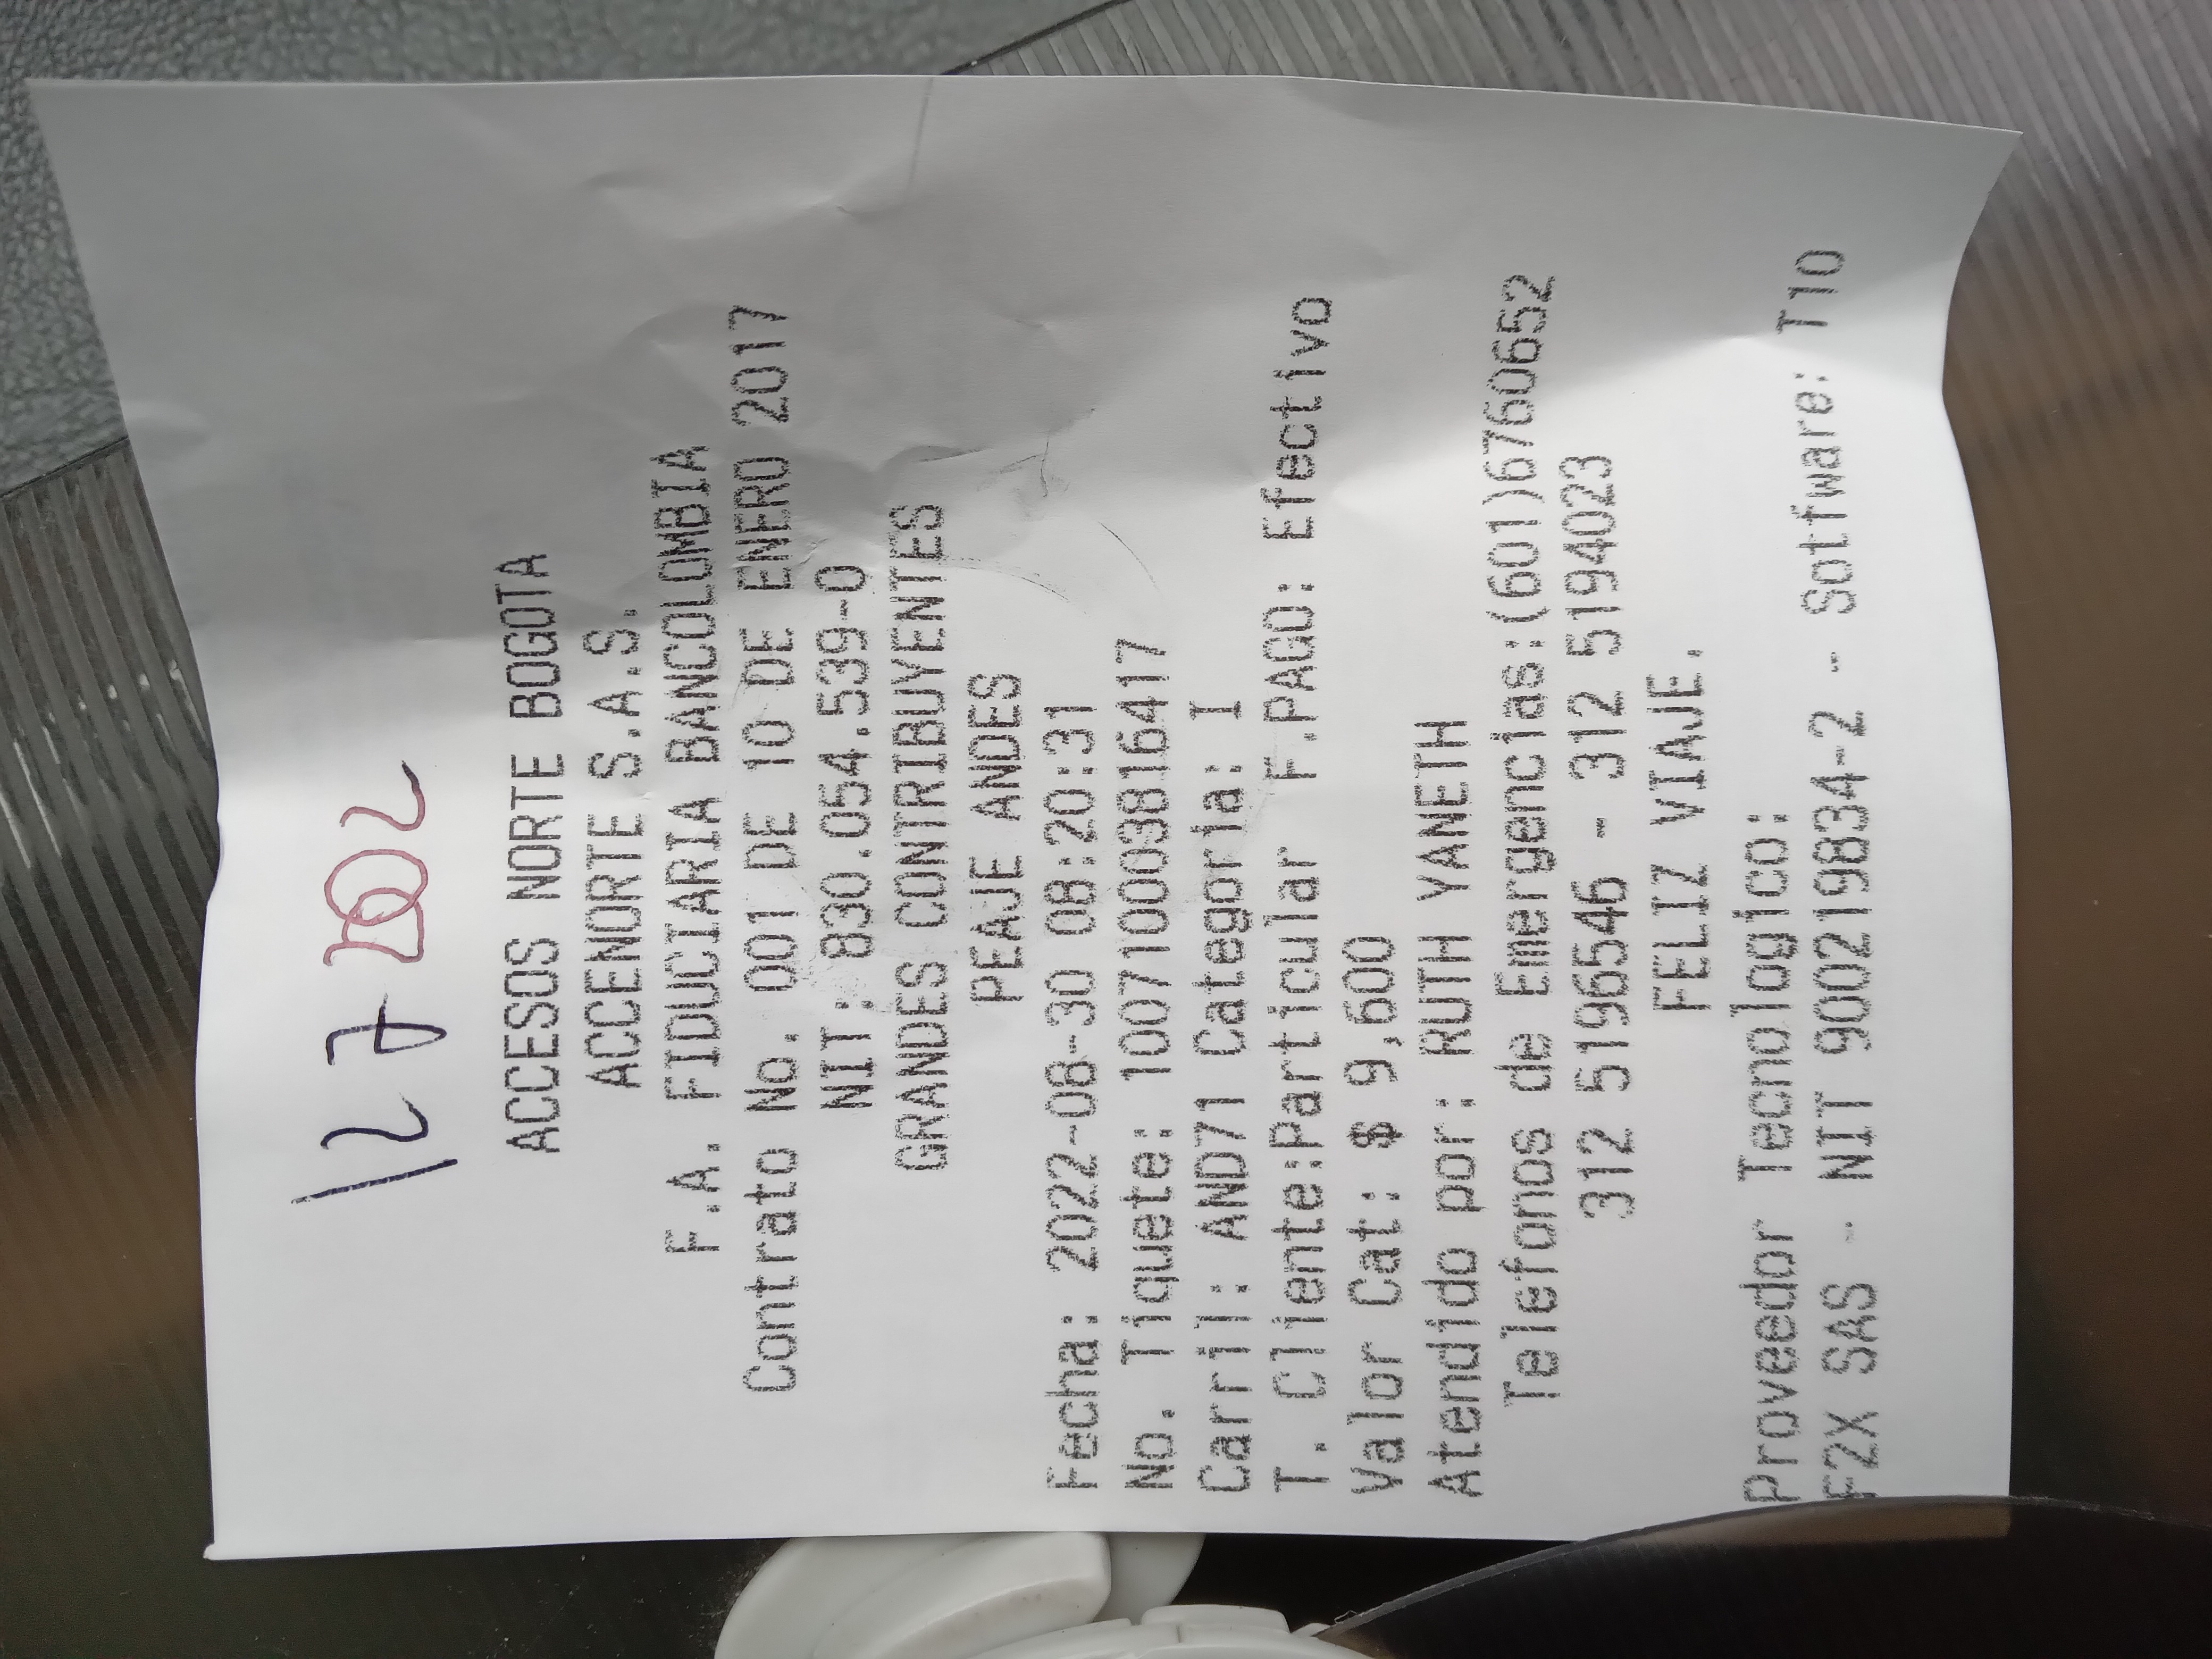 127 002
ACCESOS NORTE BOGOTA
ACCENORTE S.A.S.
F.A. FIDUCIARIA BANCOLOMBIA
Contrato No. 001 DE 10 DE ENERO 2017
NIT: 830.054.539-0
GRANDES CONTRIBUYENTES
PEAJE ANDES
Fecha: 2022-08-30 08:20:31
No. Tiquete: 1007100038164​17
Carril: AND71 Categoria: I
T. Cliente:Particular F.PAGO: Efectivo
Valor Cat: $ 9,600
Atendido por: RUTH YANETH
Telefonos de Emergencias:(601)6760652
312 5196546 - 312 5194023
FELIZ VIAJE.
Proveedor Tecnologico:
F2X SAS - NIT 900219834-2 - Software: T10